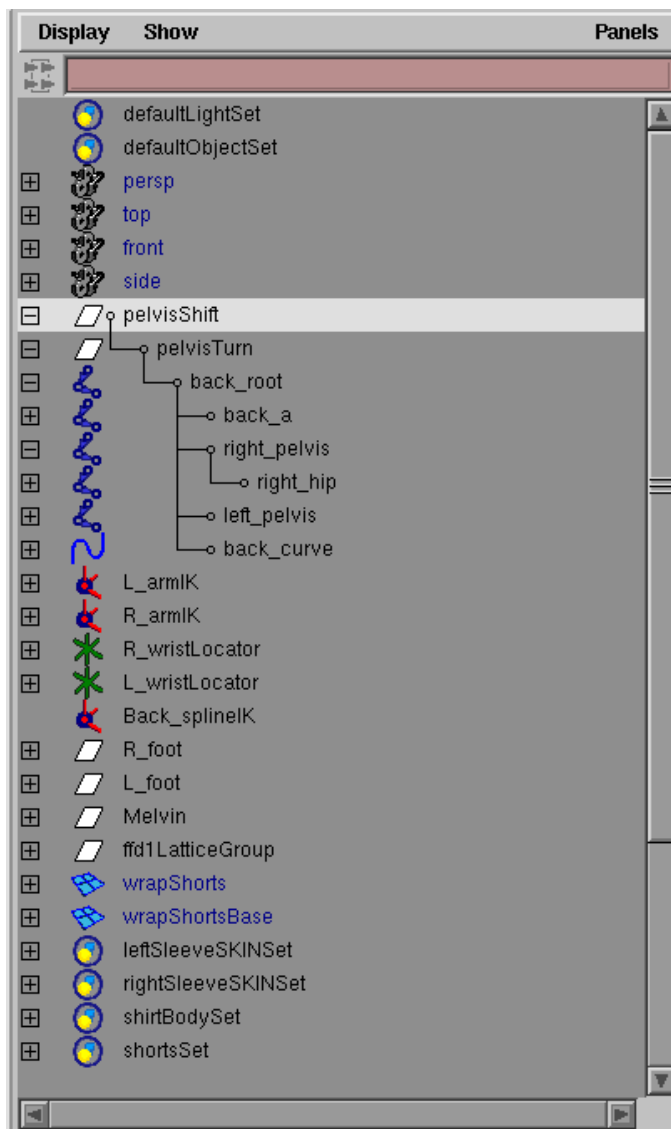 Display Show Panels
defaultLightSet
defaultObjectSet
persp
top
front
side
pelvisShift
pelvisTurn
back_root
back_a
right_pelvis
right_hip
left_pelvis
back_curve
L_armIK
R_armIK
R_wristLocator
L_wristLocator
Back_splineIK
R_foot
L_foot
Melvin
ffd1LatticeGroup
wrapShorts
wrapShortsBase
leftSleeveSKINSet
rightSleeveSKINSet
shirtBodySet
shortsSet